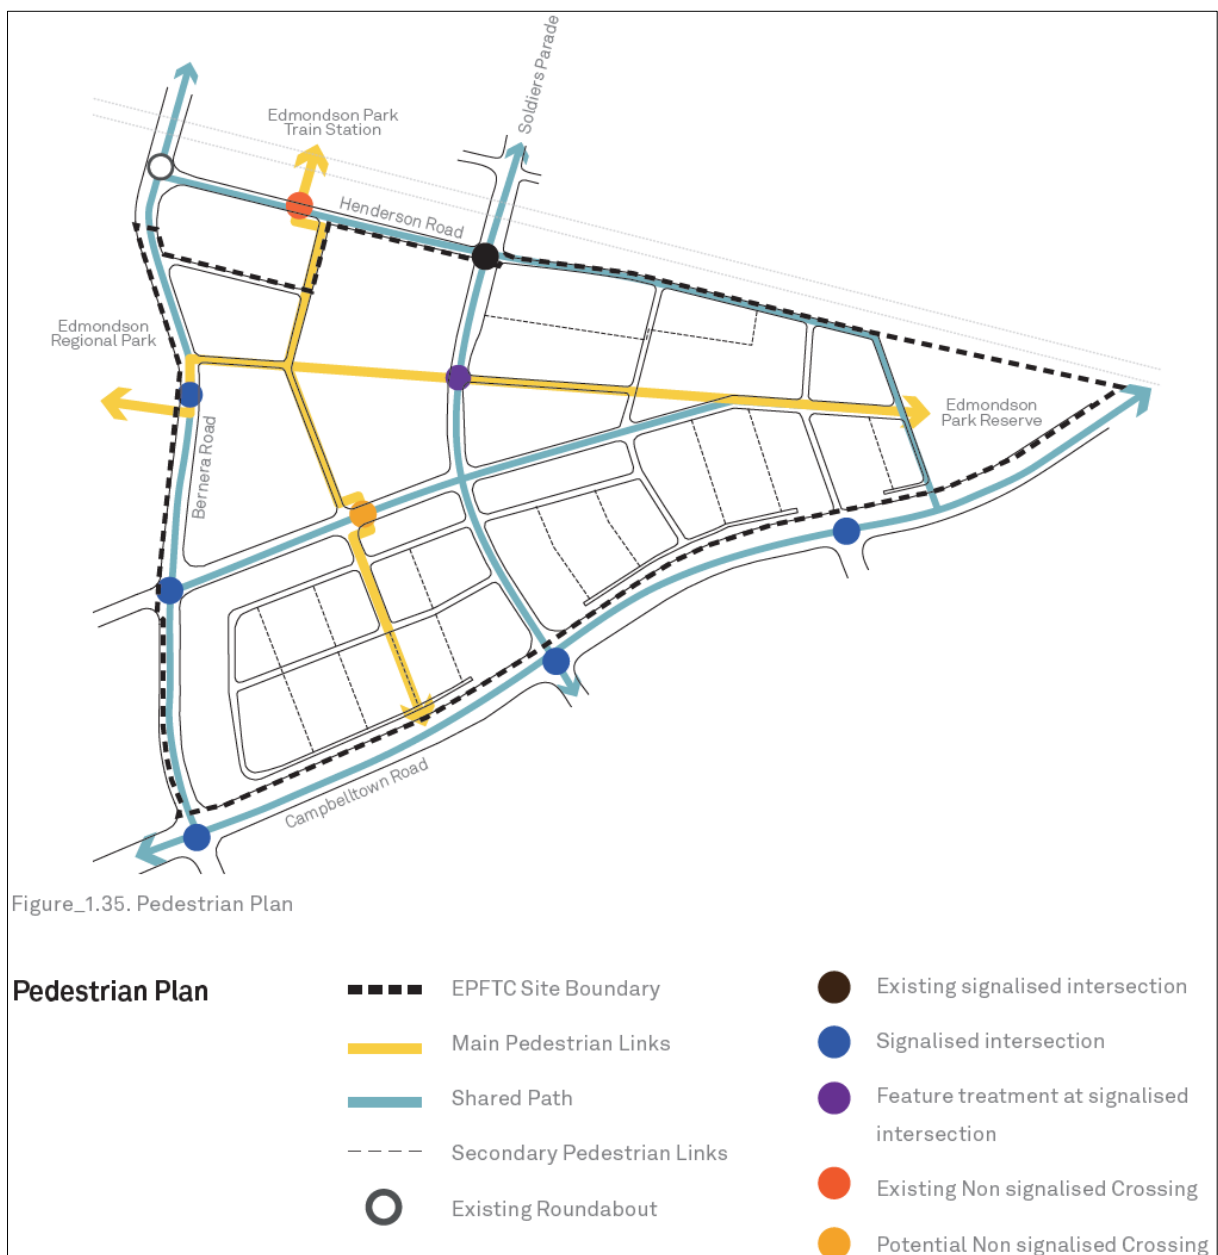 Soldiers Parade
Edmondson Park
Train Station
Henderson Road
Edmondson
Regional Park
Edmondson
Park Reserve
Bernera Road
Campbelltown Road
Figure_1.35. Pedestrian Plan
Pedestrian Plan
EPFTC Site Boundary
Main Pedestrian Links
Shared Path
Secondary Pedestrian Links
Existing Roundabout
Existing signalised intersection
Signalised intersection
Feature treatment at signalised
intersection
Existing Non signalised Crossing
Potential Non signalised Crossing